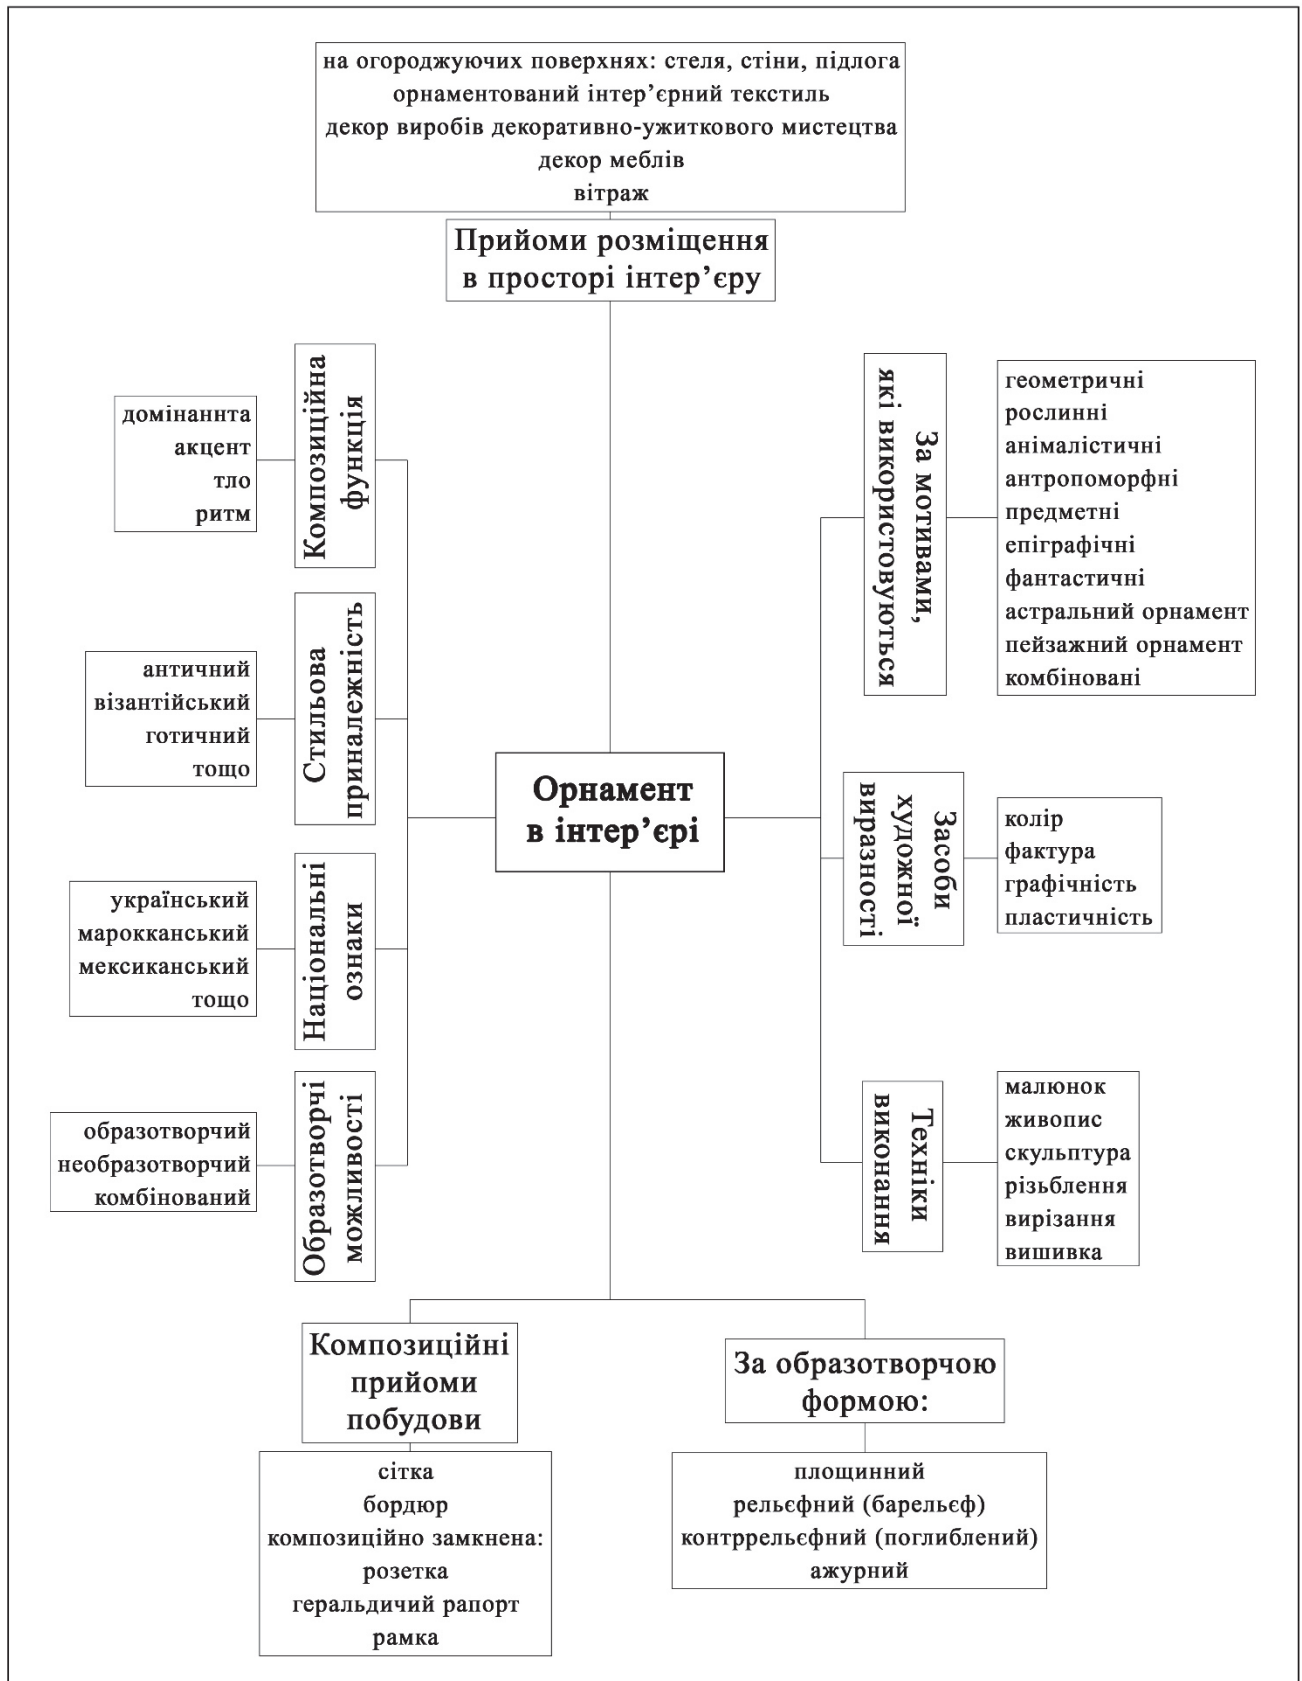 на огороджуючих поверхнях: стеля, стіни, підлога
орнаментований інтер’єрний текстиль
декор виробів декоративно-ужиткового мистецтва
декор меблів
вітраж
Прийоми розміщення
в просторі інтер’єру
Композиційна
функція
домінаннта
акцент
тло
ритм
Стильова
приналежність
античний
візантійський
готичний
тощо
Національні
ознаки
український
марокканський
мексиканський
тощо
Образотворчі
можливості
образотворчий
необразотворчий
комбінований
Орнамент
в інтер’єрі
За мотивами,
які використовуються
геометричні
рослинні
анімалістичні
антропоморфні
предметні
епіграфічні
фантастичні
астральний орнамент
пейзажний орнамент
комбіновані
Засоби
художної
виразності
колір
фактура
графічність
пластичність
Техніки
виконання
малюнок
живопис
скульптура
різьблення
вирізання
вишивка
Композиційні
прийоми
побудови
сітка
бордюр
композиційно замкнена:
розетка
геральдичий рапорт
рамка
За образотворчою
формою:
площинний
рельєфний (барельєф)
контррельєфний (поглиблений)
ажурний